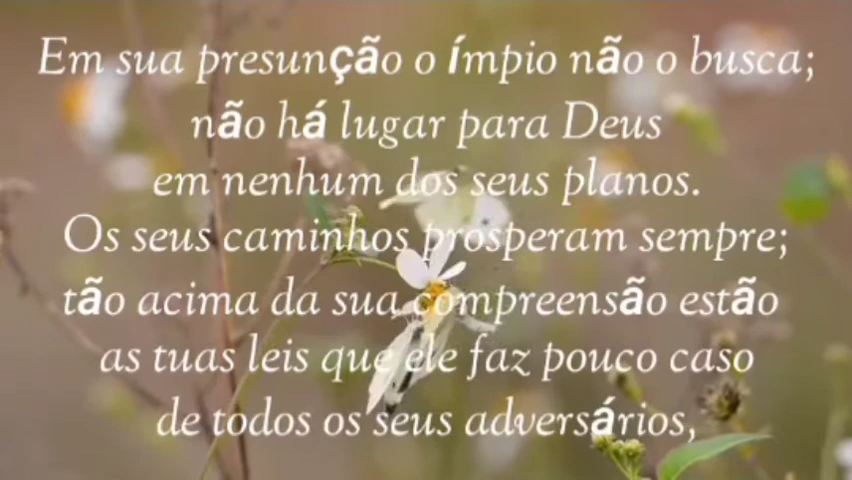 Em sua presunção o ímpio não o busca;
não há lugar para Deus
em nenhum dos seus planos.
Os seus caminhos prosperam sempre;
tão acima da sua compreensão estão
as tuas leis que ele faz pouco caso
de todos os seus adversários,